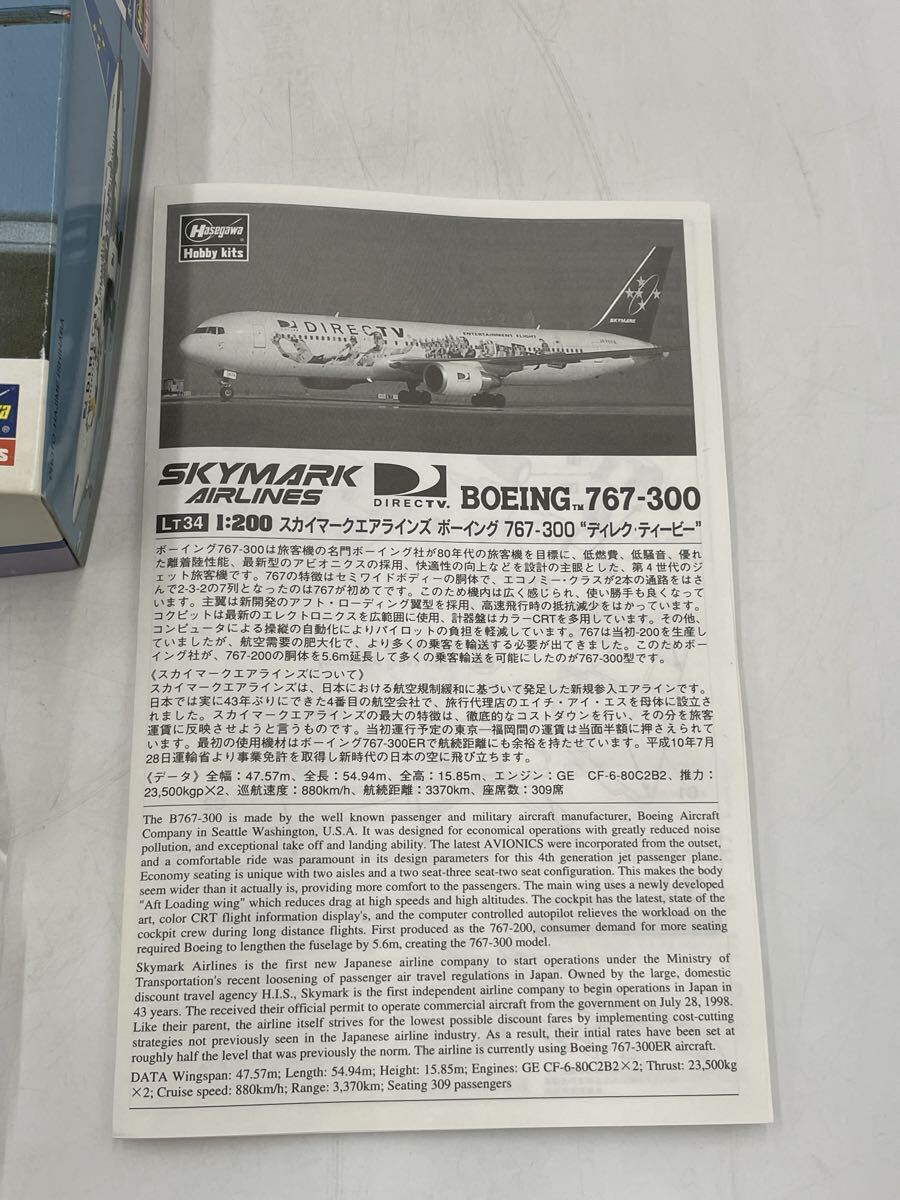 Hasegawa
Hobby kits
DIRECTV
ENTERTAINMENT FLIGHT
SKYMARK
SKYMARK
AIRLINES
DIRECTV.
BOEING™ 767-300
LT34 1:200 スカイマークエアラインズ ボーイング 767-300 "ディレク・ティービー"
ボーイング767-300は旅客機の名門ボーイング社が80年代の旅客機を目標に、低燃費、低騒音、優れ
た離着陸性能、最新型のアビオニクスの採用、快適性の向上などを設計の主眼とした、第4世代のジ
ェット旅客機です。767の特徴はセミワイドボディーの胴体で、エコノミー・クラスが2本の通路をはさ
んで2-3-2の7列となったのは767が初めてです。このため機内は広く感じられ、使い勝手も良くなって
います。主翼は新開発のアフト・ローディング翼型を採用、高速飛行時の抵抗減少をはかっています。
コクピットは最新のエレクトロニクスを広範囲に使用、計器盤はカラーCRTを多用しています。その他、
コンピュータによる操縦の自動化によりパイロットの負担を軽減しています。767は当初-200を生産し
ていましたが、航空需要の肥大化で、より多くの乗客を輸送する必要が出てきました。このためボー
イング社が、767-200の胴体を5.6m延長して多くの乗客輸送を可能にしたのが767-300型です。
《スカイマークエアラインズについて》
スカイマークエアラインズは、日本における航空規制緩和に基づいて発足した新規参入エアラインです。
日本では実に43年ぶりにできた4番目の航空会社で、旅行代理店のエイチ・アイ・エスを母体に設立さ
れました。スカイマークエアラインズの最大の特徴は、徹底的なコストダウンを行い、その分を旅客
運賃に反映させようと言うものです。当初運行予定の東京—福岡間の運賃は当面半額に押さえられて
います。最初の使用機材はボーイング767-300ERで航続距離にも余裕を持たせています。平成10年7月
28日運輸省より事業免許を取得し新時代の日本の空に飛び立ちます。
《データ》全幅：47.57m、全長：54.94m、全高：15.85m、エンジン：GE CF-6-80C2B2、推力：
23,500kgp×2、巡航速度：880km/h、航続距離：3370km、座席数：309席
The B767-300 is made by the well known passenger and military aircraft manufacturer, Boeing Aircraft
Company in Seattle Washington, U.S.A. It was designed for economical operations with greatly reduced noise
pollution, and exceptional take off and landing ability. The latest AVIONICS were incorporated from the outset,
and a comfortable ride was paramount in its design parameters for this 4th generation jet passenger plane.
Economy seating is unique with two aisles and a two seat-three seat-two seat configuration. This makes the body
seem wider than it actually is, providing more comfort to the passengers. The main wing uses a newly developed
"Aft Loading wing" which reduces drag at high speeds and high altitudes. The cockpit has the latest, state of the
art, color CRT flight information display's, and the computer controlled autopilot relieves the workload on the
cockpit crew during long distance flights. First produced as the 767-200, consumer demand for more seating
required Boeing to lengthen the fuselage by 5.6m, creating the 767-300 model.
Skymark Airlines is the first new Japanese airline company to start operations under the Ministry of
Transportation's recent loosening of passenger air travel regulations in Japan. Owned by the large, domestic
discount travel agency H.I.S., Skymark is the first independent airline company to begin operations in Japan in
43 years. The received their official permit to operate commercial aircraft from the government on July 28, 1998.
Like their parent, the airline itself strives for the lowest possible discount fares by implementing cost-cutting
strategies not previously seen in the Japanese airline industry. As a result, their intial rates have been set at
roughly half the level that was previously the norm. The airline is currently using Boeing 767-300ER aircraft.
DATA Wingspan: 47.57m; Length: 54.94m; Height: 15.85m; Engines: GE CF-6-80C2B2×2; Thrust: 23,500kg
×2; Cruise speed: 880km/h; Range: 3,370km; Seating 309 passengers